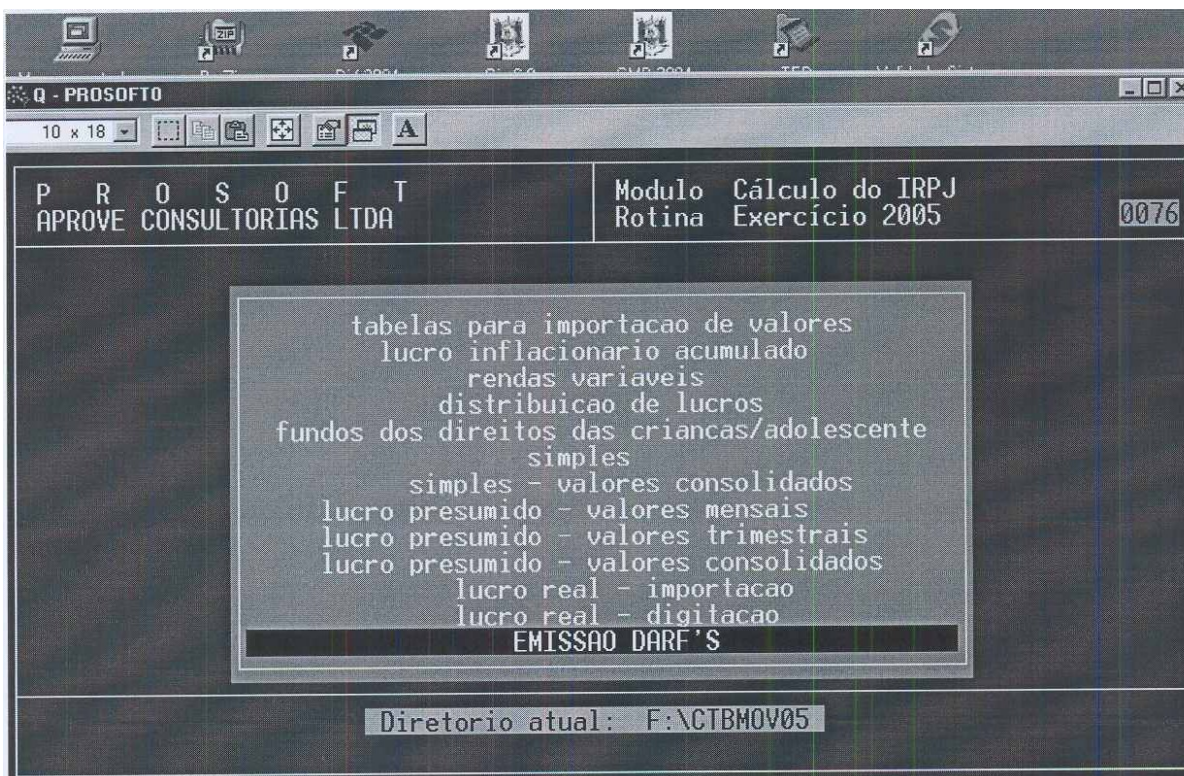 ZIP
Q - PROSOFTO
10 x 18
A
P R O S O F T
APROVE CONSULTORIAS LTDA
Modulo Cálculo do IRPJ
Rotina Exercício 2005
0076
tabelas para importacao de valores
lucro inflacionario acumulado
rendas variaveis
distribuicao de lucros
fundos dos direitos das criancas/adolescente
simples
simples - valores consolidados
lucro presumido - valores mensais
lucro presumido - valores trimestrais
lucro presumido - valores consolidados
lucro real - importacao
lucro real - digitacao
EMISSAO DARF'S
Diretorio atual: F:\CTBMOV05